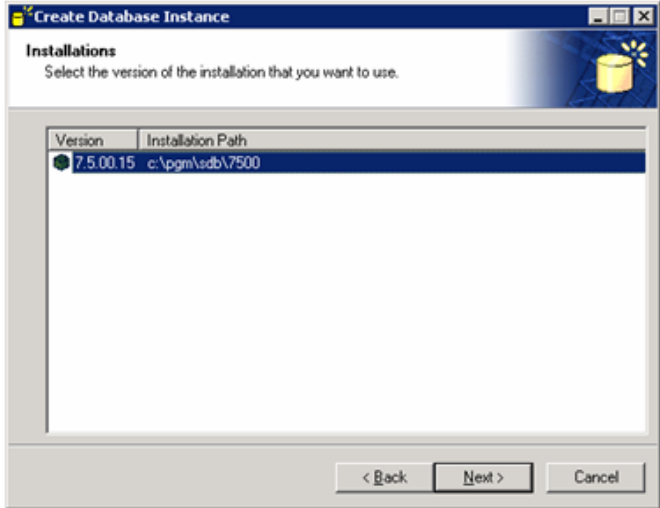 Create Database Instance
Installations
Select the version of the installation that you want to use.
Version Installation Path
7.5.00.15 c:\pgm\sdb\7500
< Back Next > Cancel